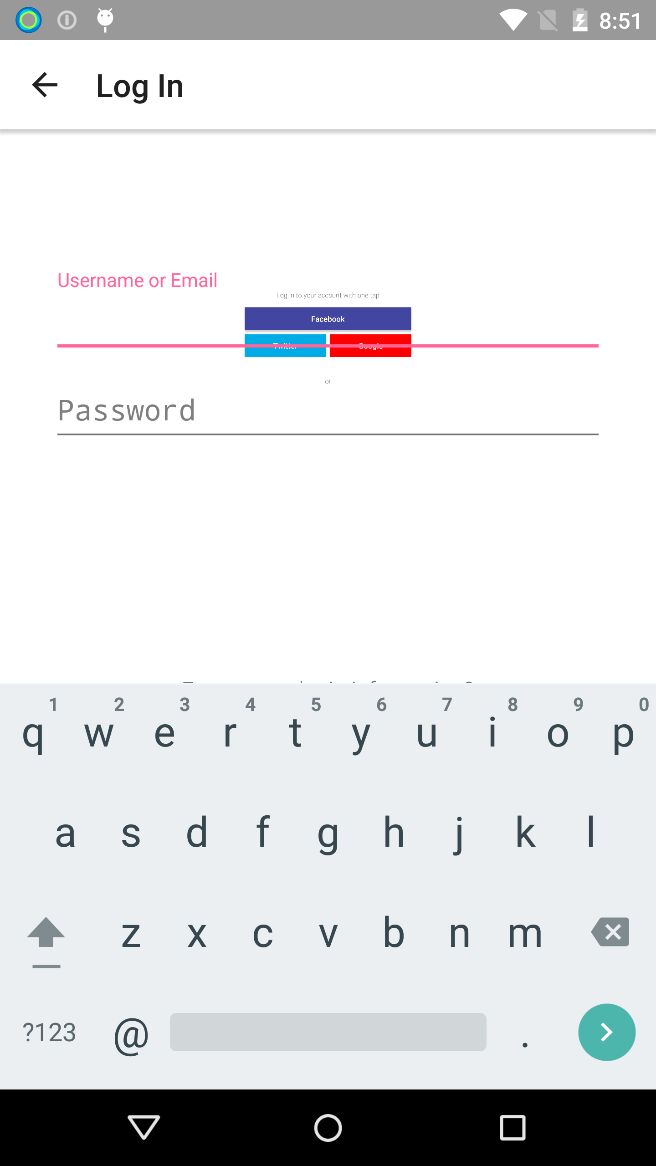 8:51
Log In
Username or Email
Log in to your account with one tap
Facebook
Twitter Google
or
Password
1 2 3 4 5 6 7 8 9 0
q w e r t y u i o p
a s d f g h j k l
z x c v b n m
?123 @ .